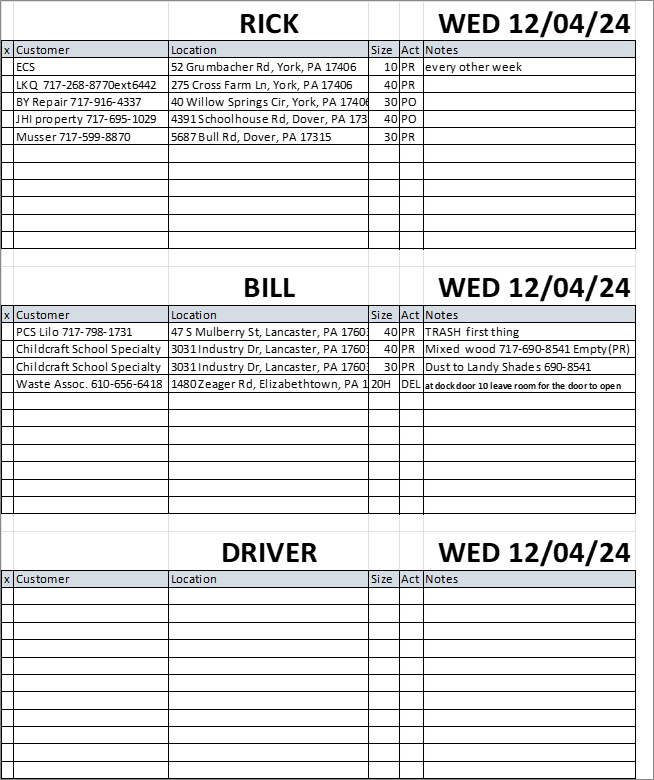 RICK WED 12/04/24
x Customer Location Size Act Notes
ECS 52 Grumbacher Rd, York, PA 17406 10 PR every other week
LKQ 717-268-8770ext6442 275 Cross Farm Ln, York, PA 17406 40 PR
BY Repair 717-916-4337 40 Willow Springs Cir, York, PA 17406 30 PO
JHI property 717-695-1029 4391 Schoolhouse Rd, Dover, PA 173 40 PO
Musser 717-599-8870 5687 Bull Rd, Dover, PA 17315 30 PR
BILL WED 12/04/24
x Customer Location Size Act Notes
PCS Lilo 717-798-1731 47 S Mulberry St, Lancaster, PA 1760 40 PR TRASH first thing
Childcraft School Specialty 3031 Industry Dr, Lancaster, PA 1760 40 PR Mixed wood 717-690-8541 Empty(PR)
Childcraft School Specialty 3031 Industry Dr, Lancaster, PA 1760 30 PR Dust to Landy Shades 690-8541
Waste Assoc. 610-656-6418 1480 Zeager Rd, Elizabethtown, PA 1 20H DEL at dock door 10 leave room for the door to open
DRIVER WED 12/04/24
x Customer Location Size Act Notes